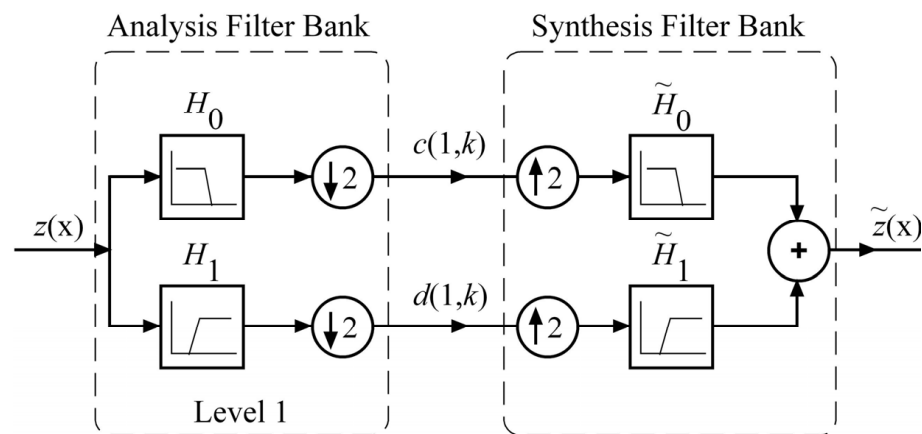 Analysis Filter Bank
Synthesis Filter Bank
H0
H̃0
c(1,k)
↓2
↑2
z(x)
z̃(x)
+
H1
H̃1
d(1,k)
↓2
↑2
Level 1